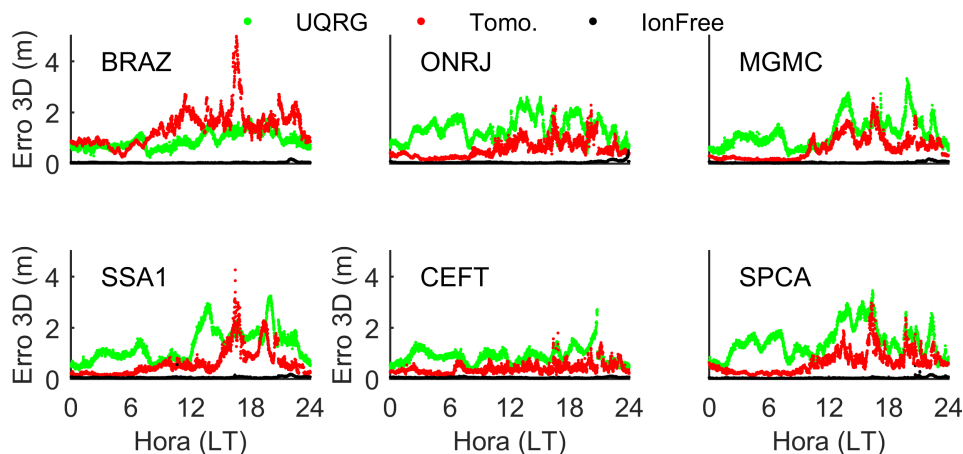 UQRG Tomo. IonFree
BRAZ ONRJ MGMC
Erro 3D (m)
4
2
0
SSA1 CEFT SPCA
Erro 3D (m) Erro 3D (m)
4 4
2 2
0 0
0 6 12 18 24 0 6 12 18 24 0 6 12 18 24
Hora (LT) Hora (LT) Hora (LT)